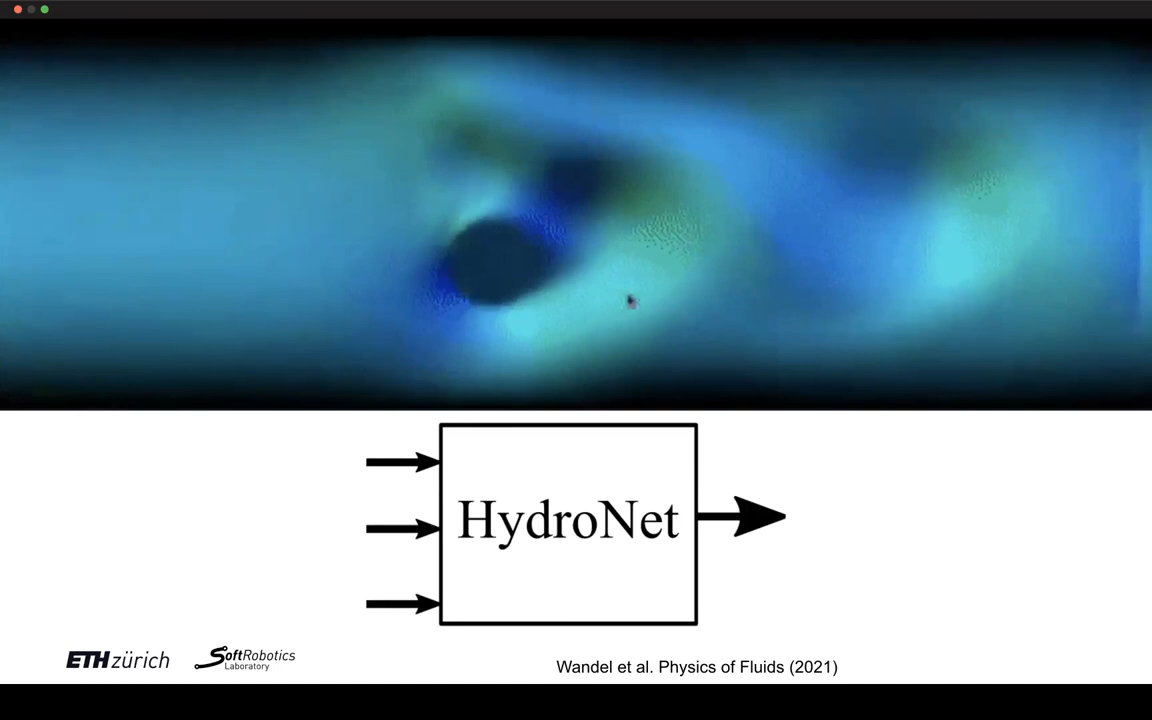 HydroNet
ETH zürich
SoftRobotics
Laboratory
Wandel et al. Physics of Fluids (2021)